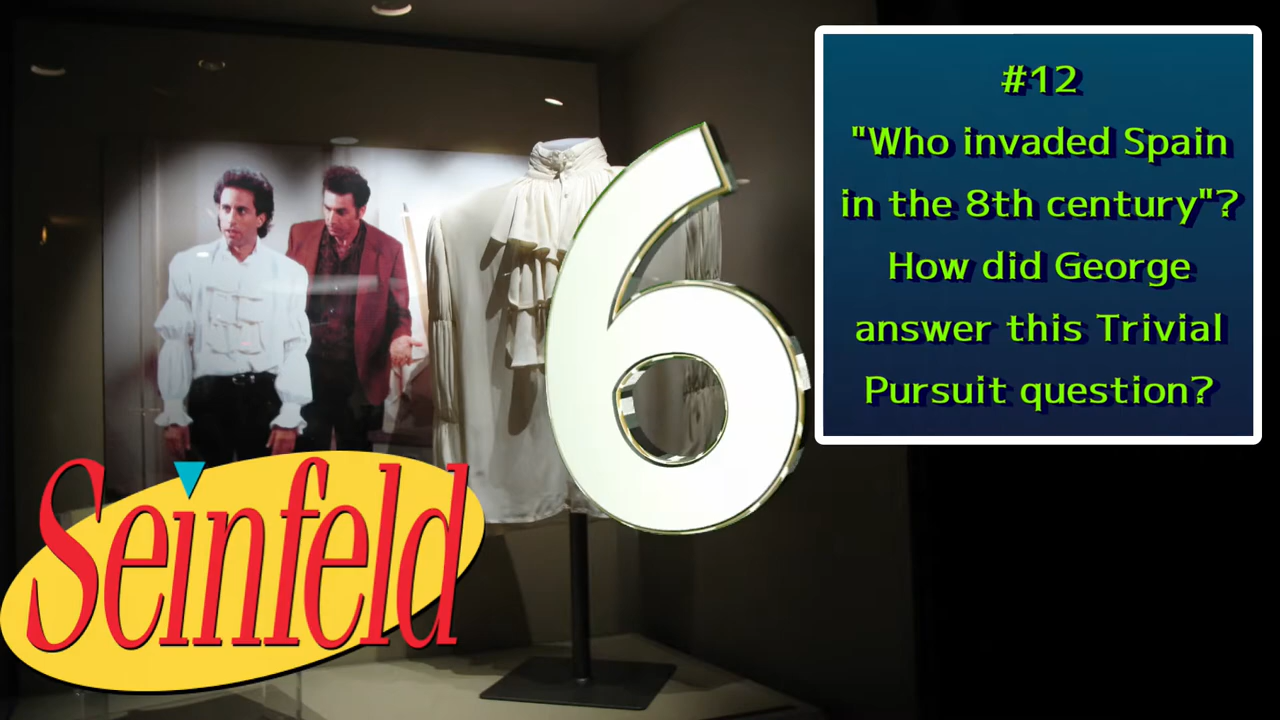 #12
"Who invaded Spain
in the 8th century"?
How did George
answer this Trivial
Pursuit question?
6
Seinfeld